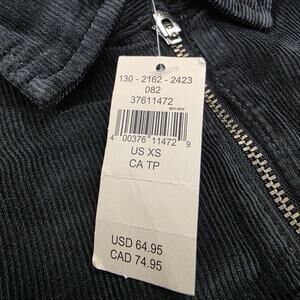 130 - 2162 - 2423
082
37611472
4 00376 11472 9
US XS
CA TP
USD 64.95
CAD 74.95